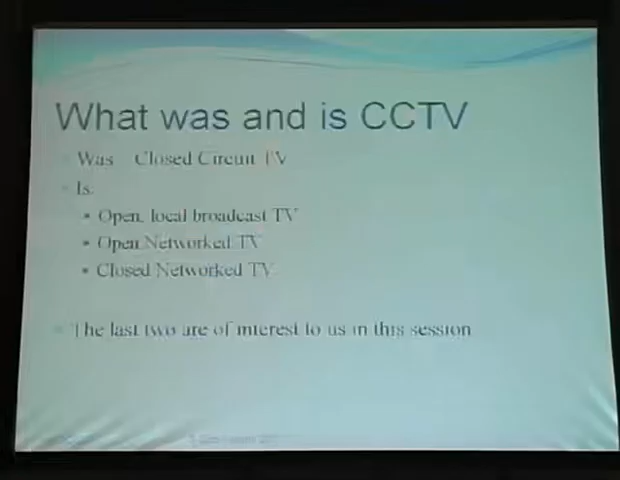 What was and is CCTV
Was Closed Circuit TV
Is.
• Open, local broadcast TV
• Open Networked TV
• Closed Networked TV
The last two are of interest to us in this session